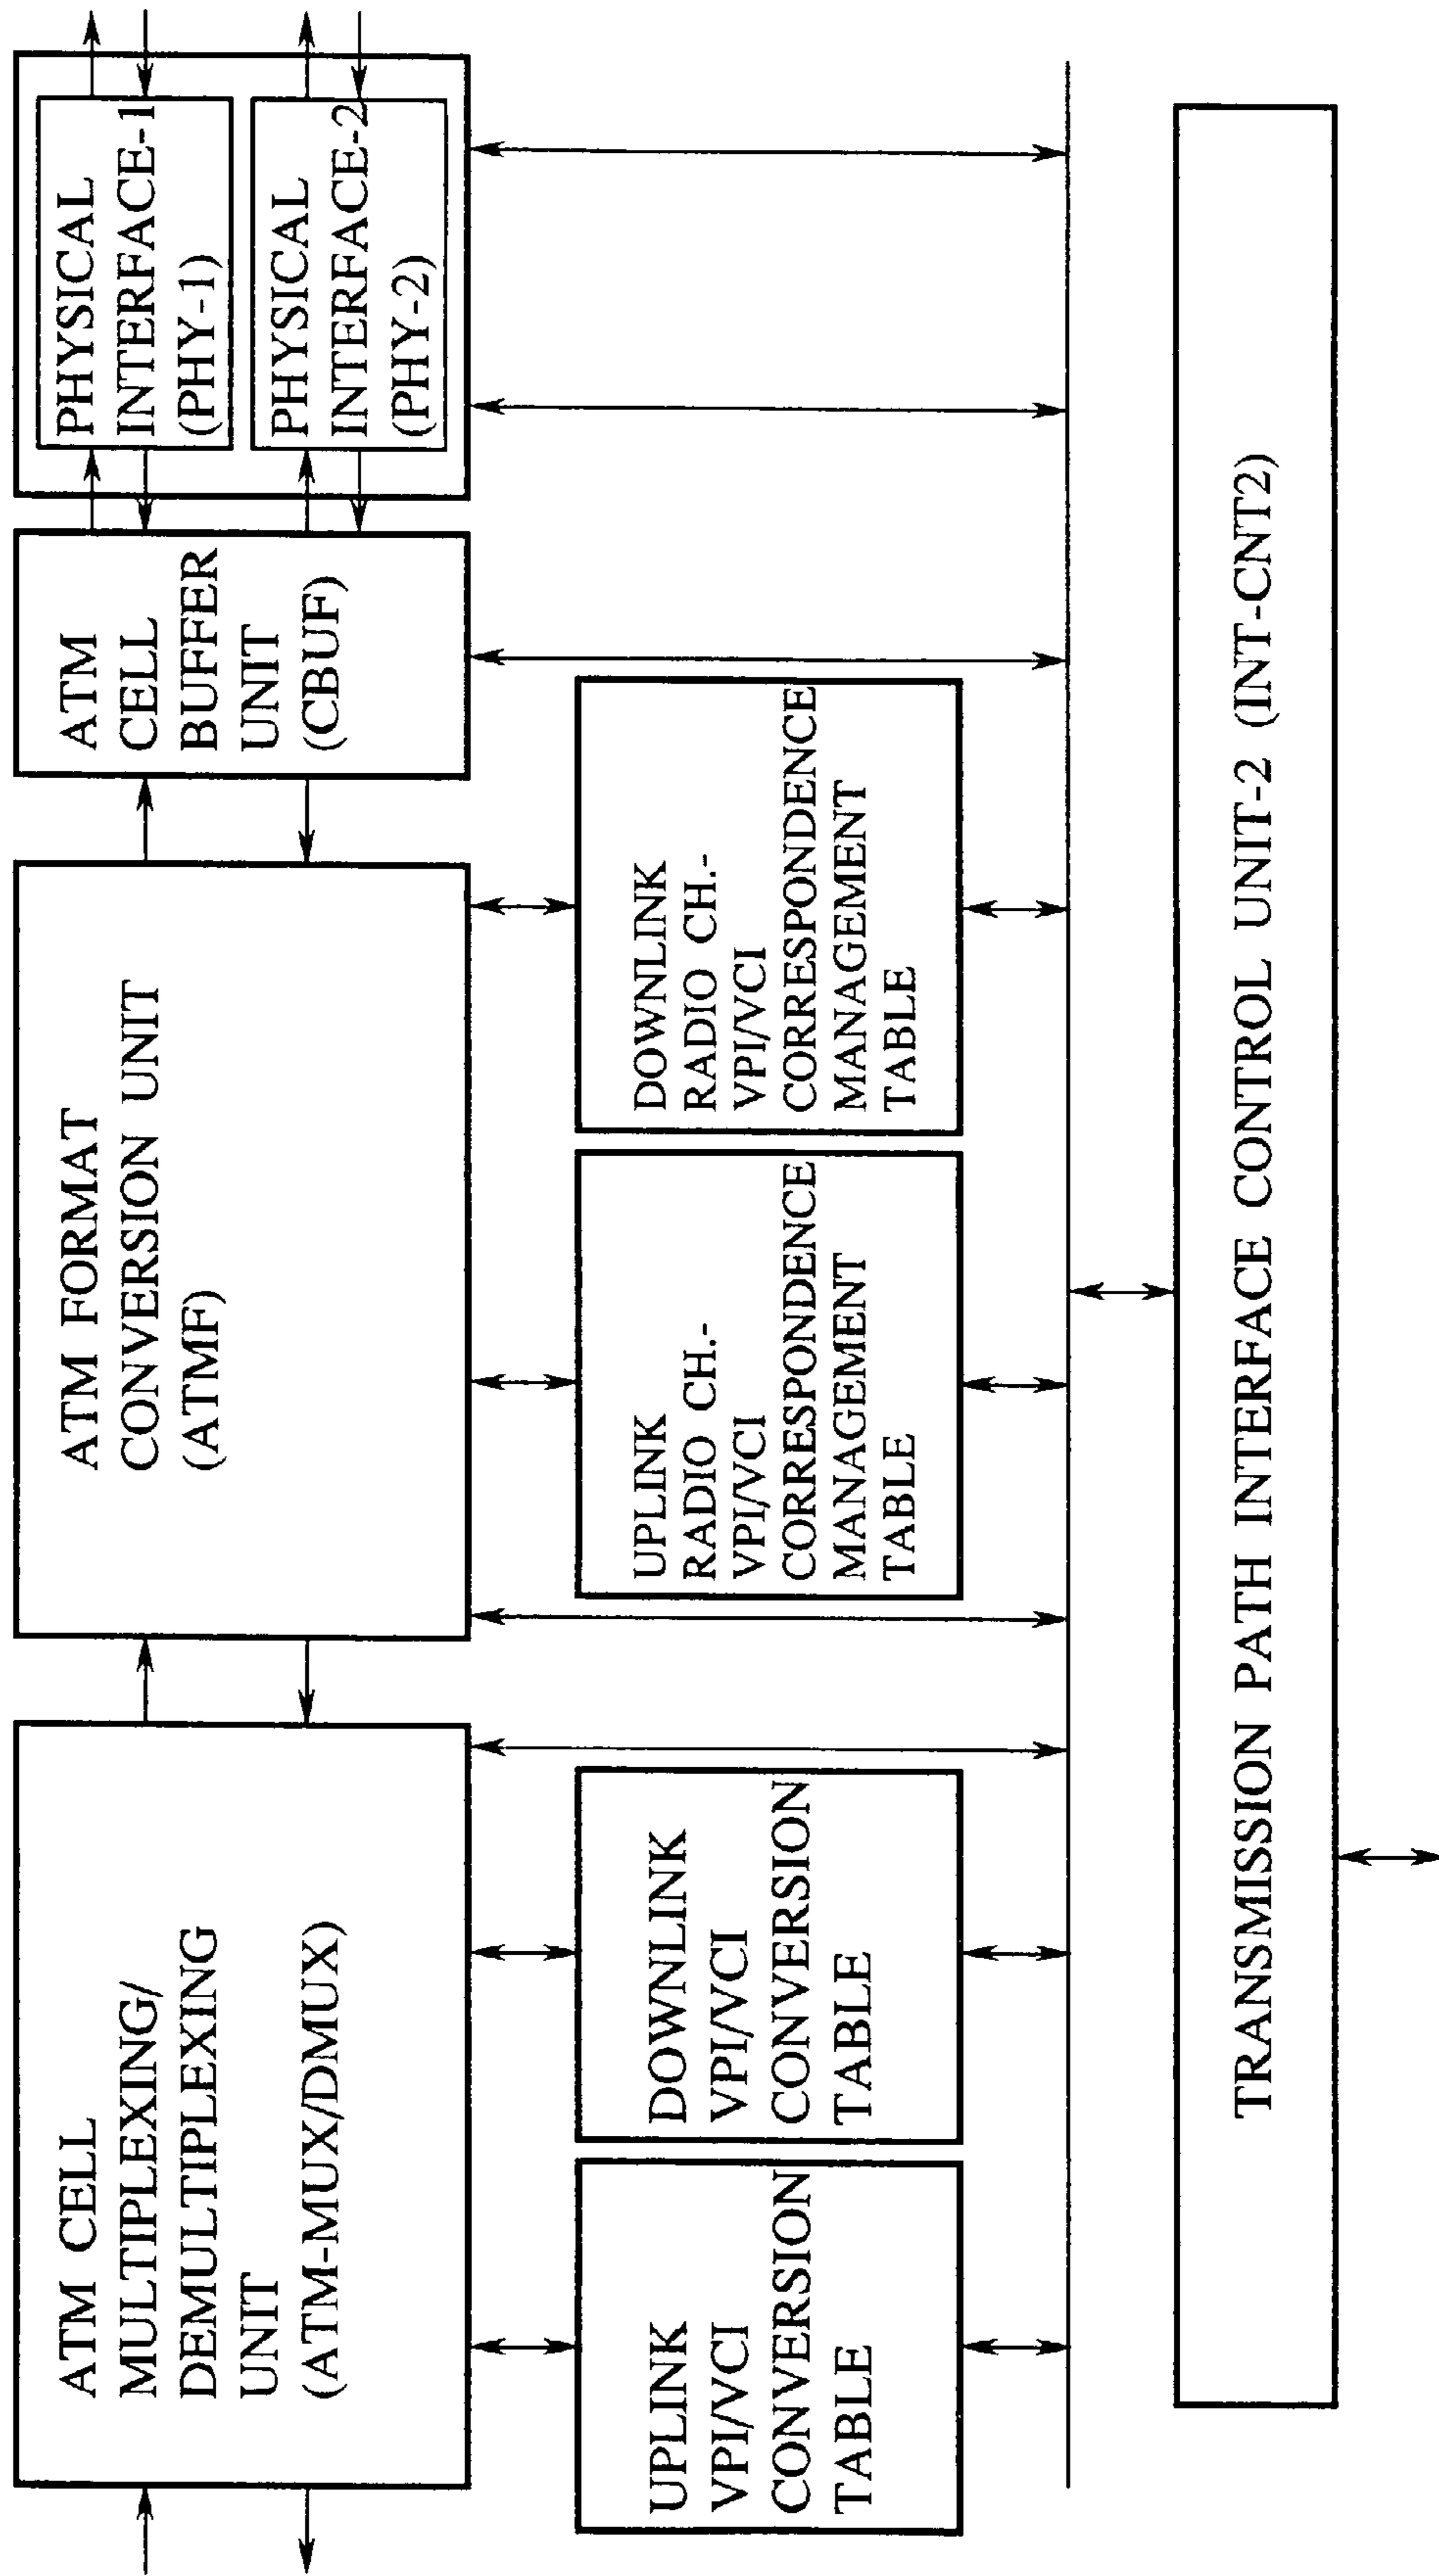 ATM CELL
MULTIPLEXING/
DEMULTIPLEXING
UNIT
(ATM-MUX/DMUX)
ATM FORMAT
CONVERSION UNIT
(ATMF)
ATM
CELL
BUFFER
UNIT
(CBUF)
PHYSICAL
INTERFACE-1
(PHY-1)
PHYSICAL
INTERFACE-2
(PHY-2)
UPLINK
VPI/VCI
CONVERSION
TABLE
DOWNLINK
VPI/VCI
CONVERSION
TABLE
UPLINK
RADIO CH.-
VPI/VCI
CORRESPONDENCE
MANAGEMENT
TABLE
DOWNLINK
RADIO CH.-
VPI/VCI
CORRESPONDENCE
MANAGEMENT
TABLE
TRANSMISSION PATH INTERFACE CONTROL UNIT-2 (INT-CNT2)